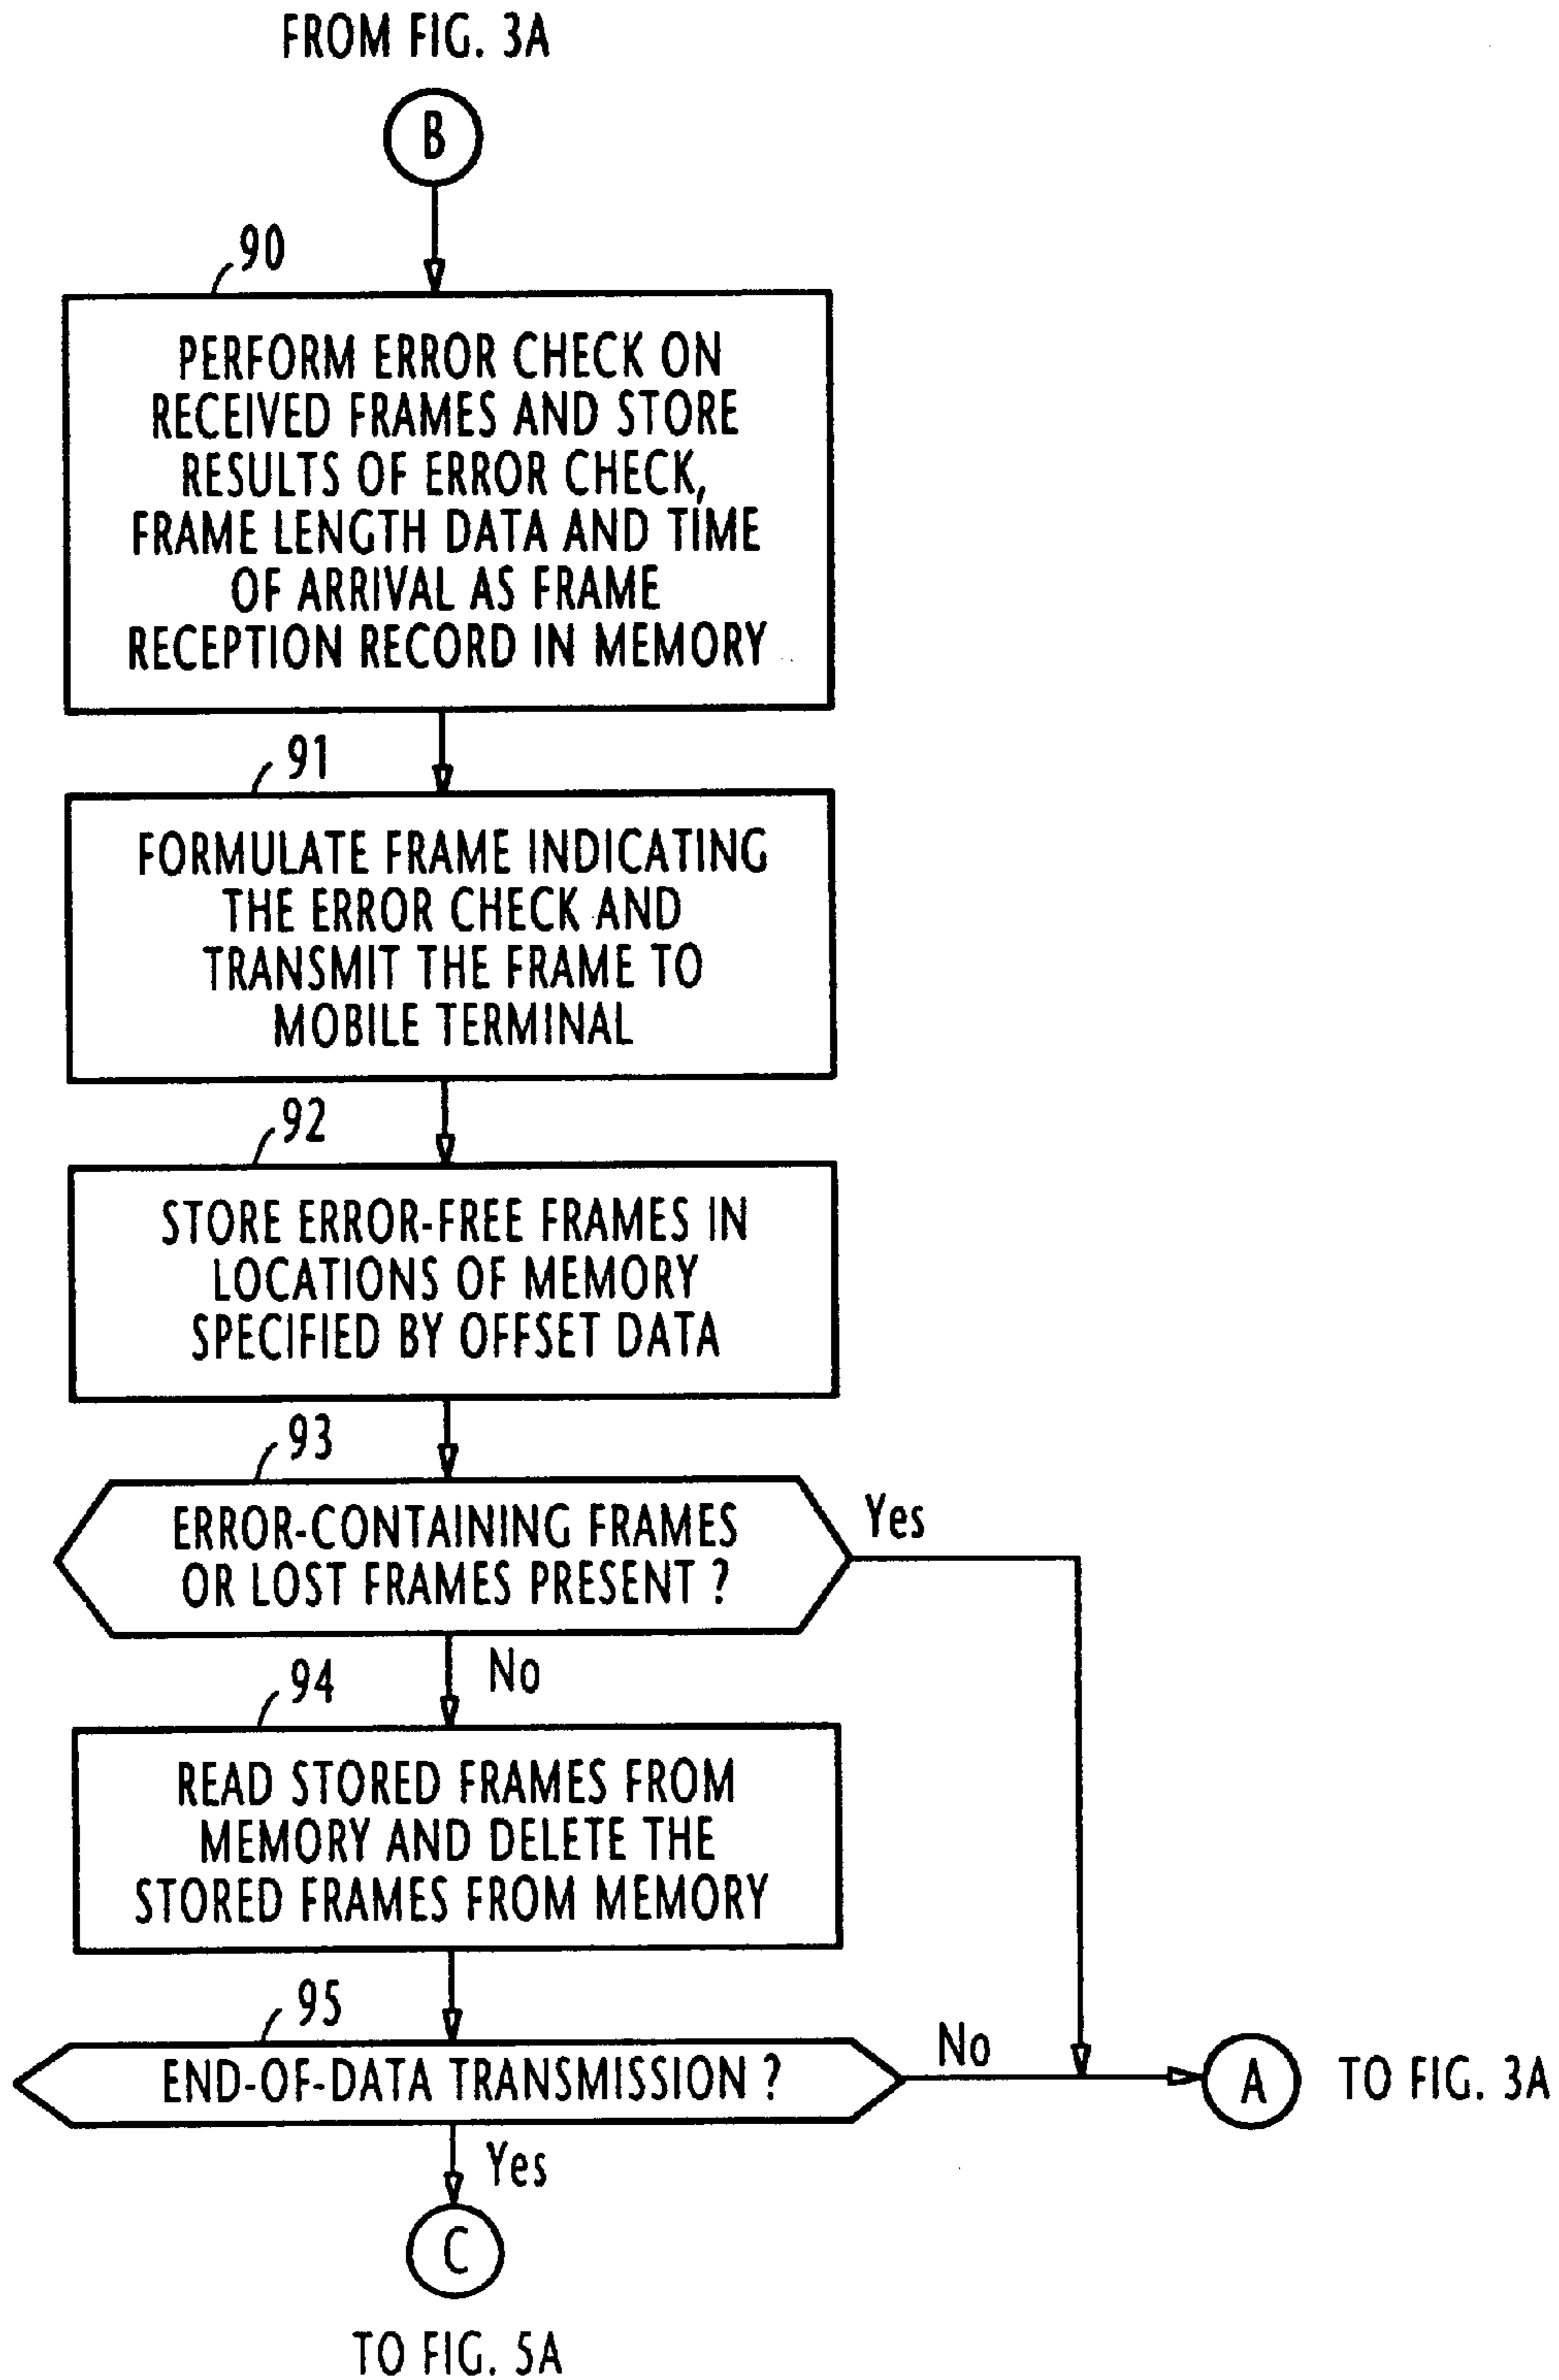 FROM FIG. 3A
B
90
PERFORM ERROR CHECK ON
RECEIVED FRAMES AND STORE
RESULTS OF ERROR CHECK,
FRAME LENGTH DATA AND TIME
OF ARRIVAL AS FRAME
RECEPTION RECORD IN MEMORY
91
FORMULATE FRAME INDICATING
THE ERROR CHECK AND
TRANSMIT THE FRAME TO
MOBILE TERMINAL
92
STORE ERROR-FREE FRAMES IN
LOCATIONS OF MEMORY
SPECIFIED BY OFFSET DATA
93
ERROR-CONTAINING FRAMES
OR LOST FRAMES PRESENT ?
Yes
No
94
READ STORED FRAMES FROM
MEMORY AND DELETE THE
STORED FRAMES FROM MEMORY
95
END-OF-DATA TRANSMISSION ?
No
A
TO FIG. 3A
Yes
C
TO FIG. 5A